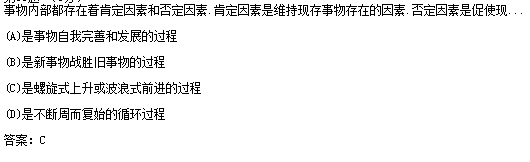 事物内部都存在着肯定因素和否定因素.肯定因素是维持现存事物存在的因素.否定因素是促使现...
(A)是事物自我完善和发展的过程
(B)是新事物战胜旧事物的过程
(C)是螺旋式上升或波浪式前进的过程
(D)是不断周而复始的循环过程
答案：C